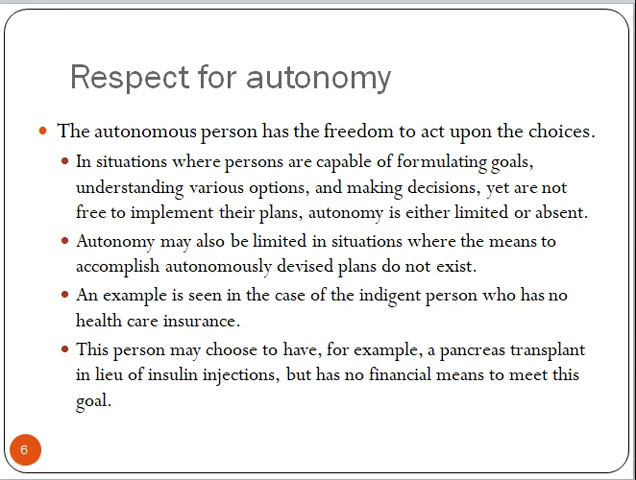 Respect for autonomy
• The autonomous person has the freedom to act upon the choices.
• In situations where persons are capable of formulating goals,
understanding various options, and making decisions, yet are not
free to implement their plans, autonomy is either limited or absent.
• Autonomy may also be limited in situations where the means to
accomplish autonomously devised plans do not exist.
• An example is seen in the case of the indigent person who has no
health care insurance.
• This person may choose to have, for example, a pancreas transplant
in lieu of insulin injections, but has no financial means to meet this
goal.
6